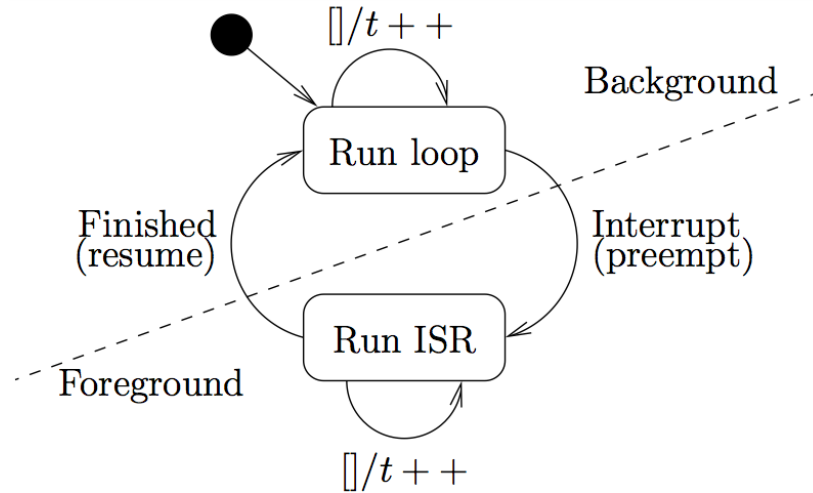 []/t + +
Background
Run loop
Finished
(resume)
Interrupt
(preempt)
Run ISR
Foreground
[]/t + +